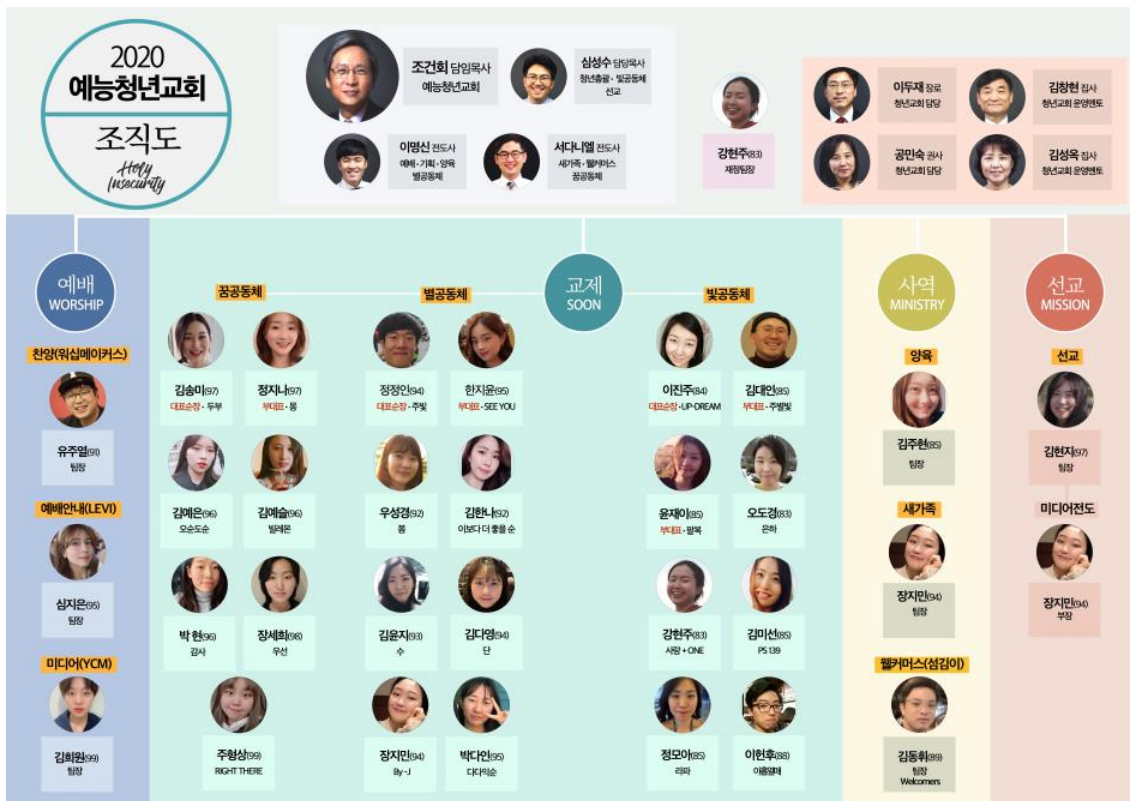 2020
예능청년교회
조직도
Holy
Insecurity
조건회 담임목사
예능청년교회
심성수 담당목사
청년총괄 · 빛공동체
선교
이명신 전도사
예배 · 기획 · 양육
별공동체
서다니엘 전도사
새가족 · 웰커머스
꿈공동체
강현주(83)
재정팀장
이두재 장로
청년교회 담당
김창현 집사
청년교회 운영멘토
공민숙 권사
청년교회 담당
김성옥 집사
청년교회 운영멘토
예배
WORSHIP
찬양(워십메이커스)
유주열(91)
팀장
예배안내(LEVI)
심지은(95)
팀장
미디어(YCM)
김희원(99)
팀장
교제
SOON
꿈공동체
김송미(97)
대표순장 · 두부
정지나(97)
부대표 · 몽
김예은(96)
오순도순
김예슬(96)
빌레몬
박 현(96)
감사
장세희(98)
우선
주형상(99)
RIGHT THERE
별공동체
정정인(94)
대표순장 · 주빛
한지윤(95)
부대표 · SEE YOU
우성경(92)
봄
김한나(92)
이보다 더 좋을 순
김윤지(93)
수
김다영(94)
단
장지민(94)
By -J
박다인(95)
다다익순
빛공동체
이진주(84)
대표순장 · UP-DREAM
김대인(85)
부대표 · 주별빛
윤재이(85)
부대표 · 팔복
오도경(83)
은하
강현주(83)
사랑 + ONE
김미선(85)
PS 139
정모아(85)
라파
이헌후(88)
아홉열매
사역
MINISTRY
양육
김주현(85)
팀장
새가족
장지민(94)
팀장
웰커머스(섬김이)
김동휘(89)
팀장
Welcomers
선교
MISSION
선교
김현지(97)
팀장
미디어전도
장지민(94)
부장